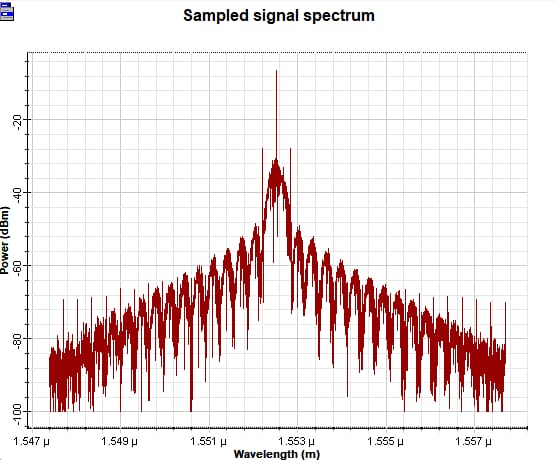 Sampled signal spectrum
Power (dBm)
-20
-40
-60
-80
-100
1.547 µ 1.549 µ 1.551 µ 1.553 µ 1.555 µ 1.557 µ
Wavelength (m)